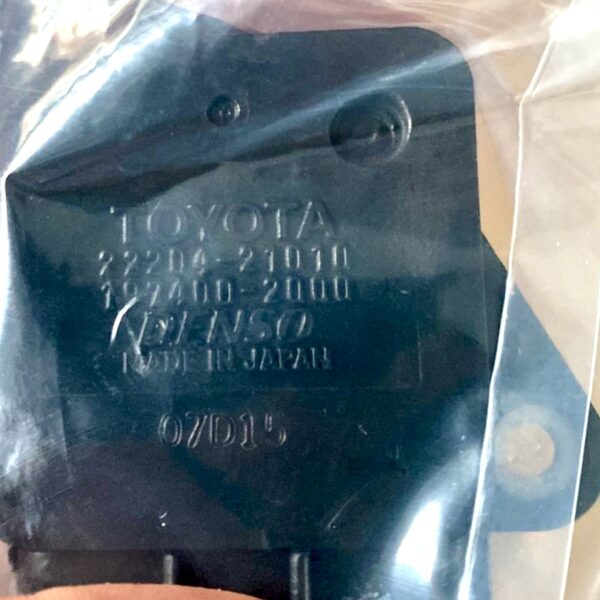 TOYOTA
22204-21010
197400-2000
DENSO
MADE IN JAPAN
07D15